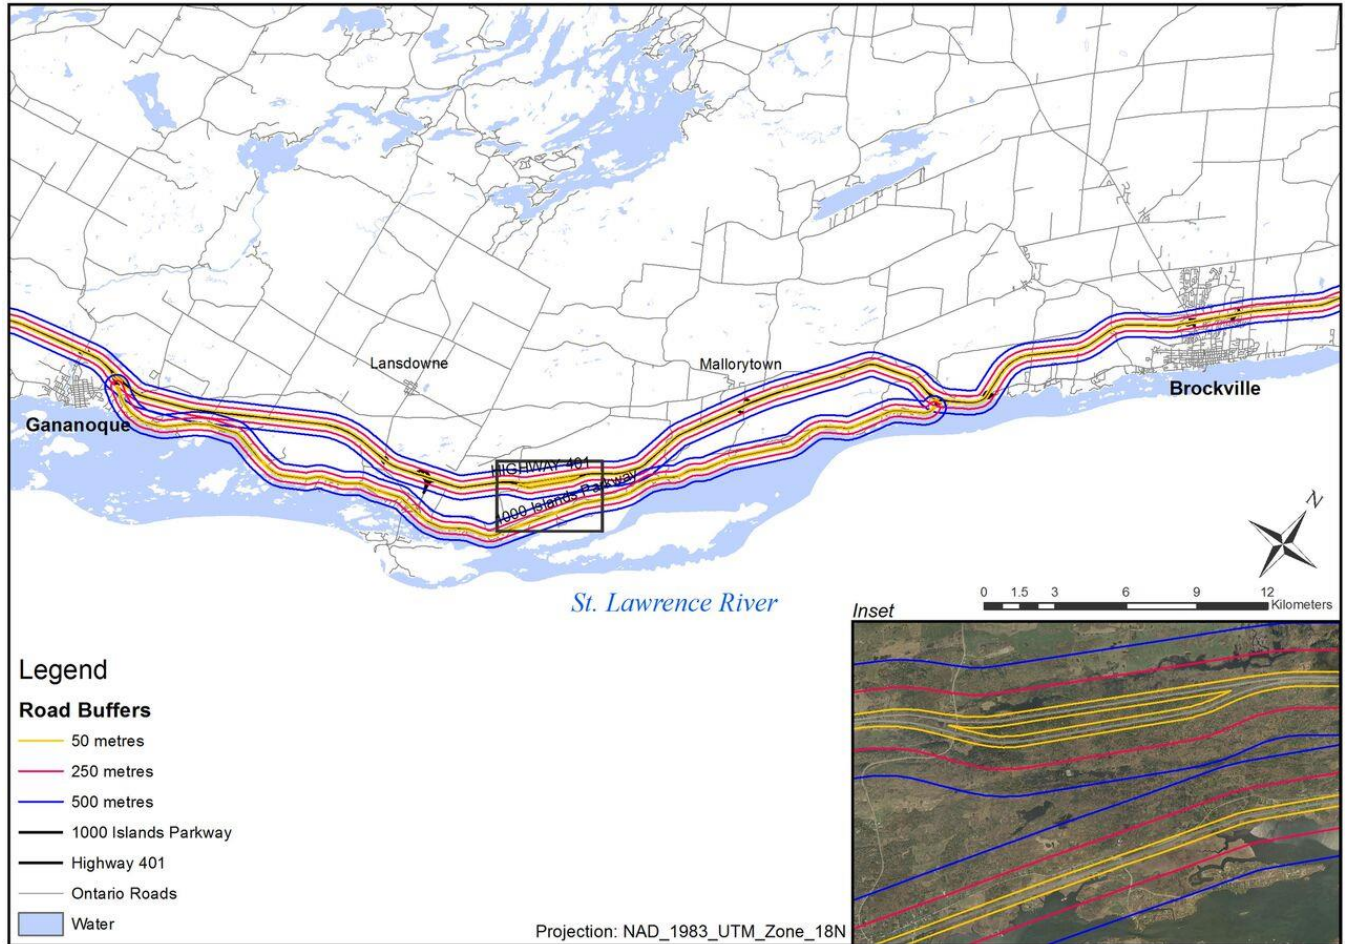 Lansdowne
Mallorytown
Brockville
Gananoque
HIGHWAY 401
1000 Islands Parkway
N
St. Lawrence River
0 1.5 3 6 9 12
Kilometers
Inset
Legend
Road Buffers
50 metres
250 metres
500 metres
1000 Islands Parkway
Highway 401
Ontario Roads
Water
Projection: NAD_1983_UTM_Zone_18N